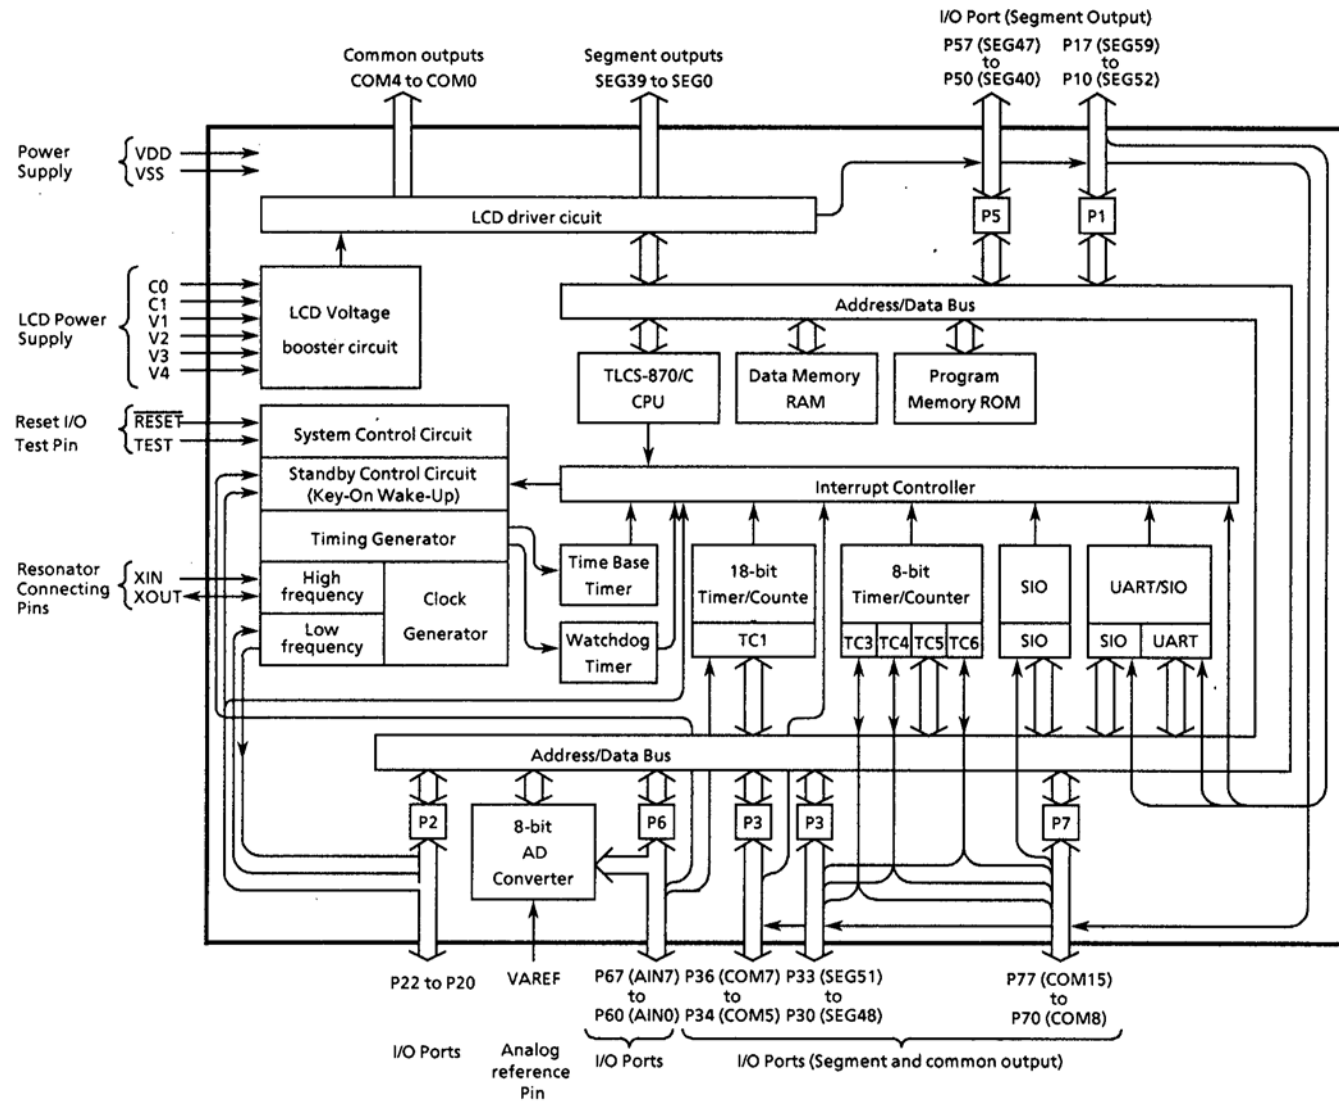 I/O Port (Segment Output)
P57 (SEG47) P17 (SEG59)
to to
P50 (SEG40) P10 (SEG52)
Common outputs
COM4 to COM0
Segment outputs
SEG39 to SEG0
Power
Supply
VDD
VSS
LCD driver cicuit
P5
P1
LCD Power
Supply
C0
C1
V1
V2
V3
V4
LCD Voltage
booster circuit
Address/Data Bus
TLCS-870/C
CPU
Data Memory
RAM
Program
Memory ROM
Reset I/O
Test Pin
RESET
TEST
System Control Circuit
Standby Control Circuit
(Key-On Wake-Up)
Interrupt Controller
Timing Generator
Resonator
Connecting
Pins
XIN
XOUT
High
frequency
Low
frequency
Clock
Generator
Time Base
Timer
Watchdog
Timer
18-bit
Timer/Counte
TC1
8-bit
Timer/Counter
TC3 TC4 TC5 TC6
SIO
SIO
UART/SIO
SIO UART
Address/Data Bus
P2
8-bit
AD
Converter
P6
P3
P3
P7
P22 to P20
VAREF
P67 (AIN7)
to
P60 (AIN0)
P36 (COM7)
to
P34 (COM5)
P33 (SEG51)
to
P30 (SEG48)
P77 (COM15)
to
P70 (COM8)
I/O Ports
Analog
reference
Pin
I/O Ports
I/O Ports (Segment and common output)